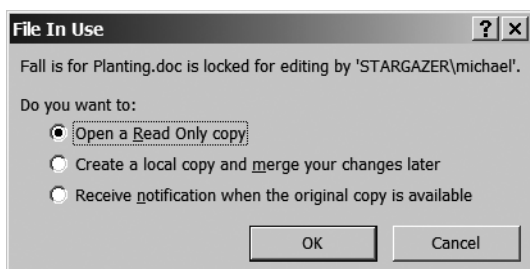 File In Use
Fall is for Planting.doc is locked for editing by 'STARGAZER\michael'.
Do you want to:
Open a Read Only copy
Create a local copy and merge your changes later
Receive notification when the original copy is available
OK Cancel